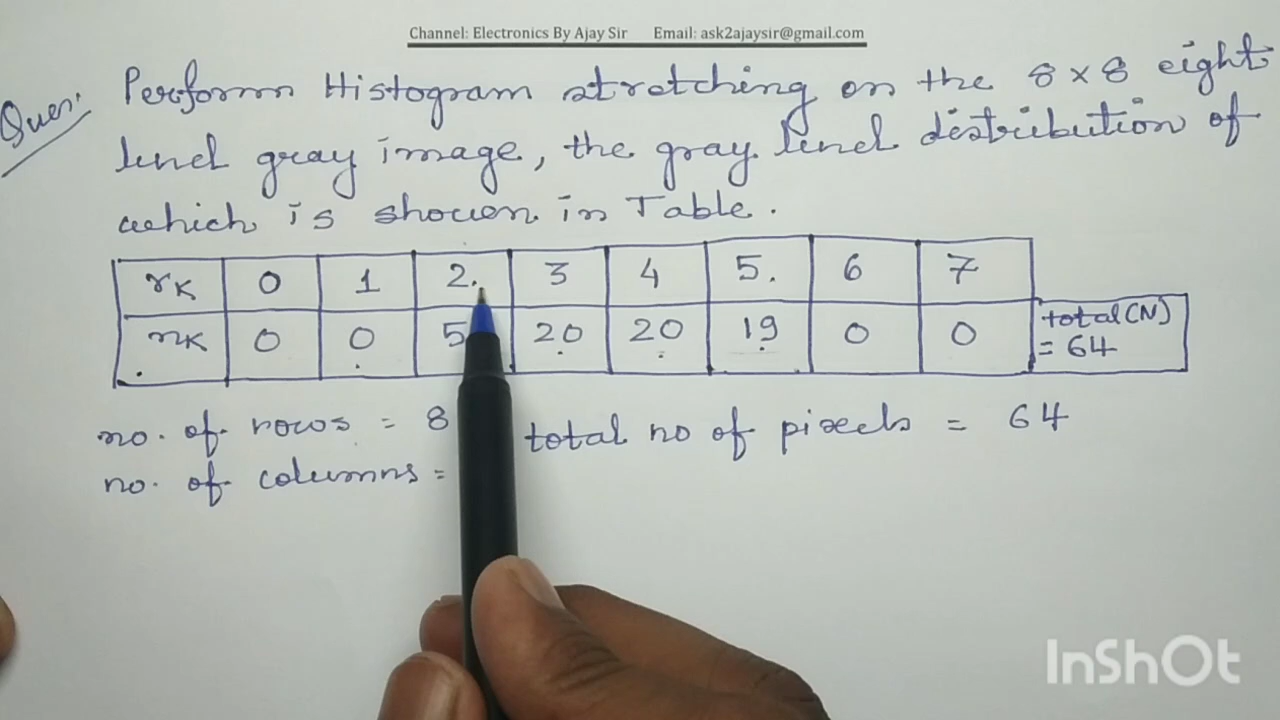 Channel: Electronics By Ajay Sir Email: ask2ajaysir@gmail.com
Ques: Perform Histogram stretching on the 8 x 8 eight
level gray image, the gray level distribution of
which is shown in Table.
rK 0 1 2. 3 4 5. 6 7
nK 0 0 5 20 20 19 0 0 total(N) = 64
no. of rows = 8 total no of pixels = 64
no. of columns =
InShOt